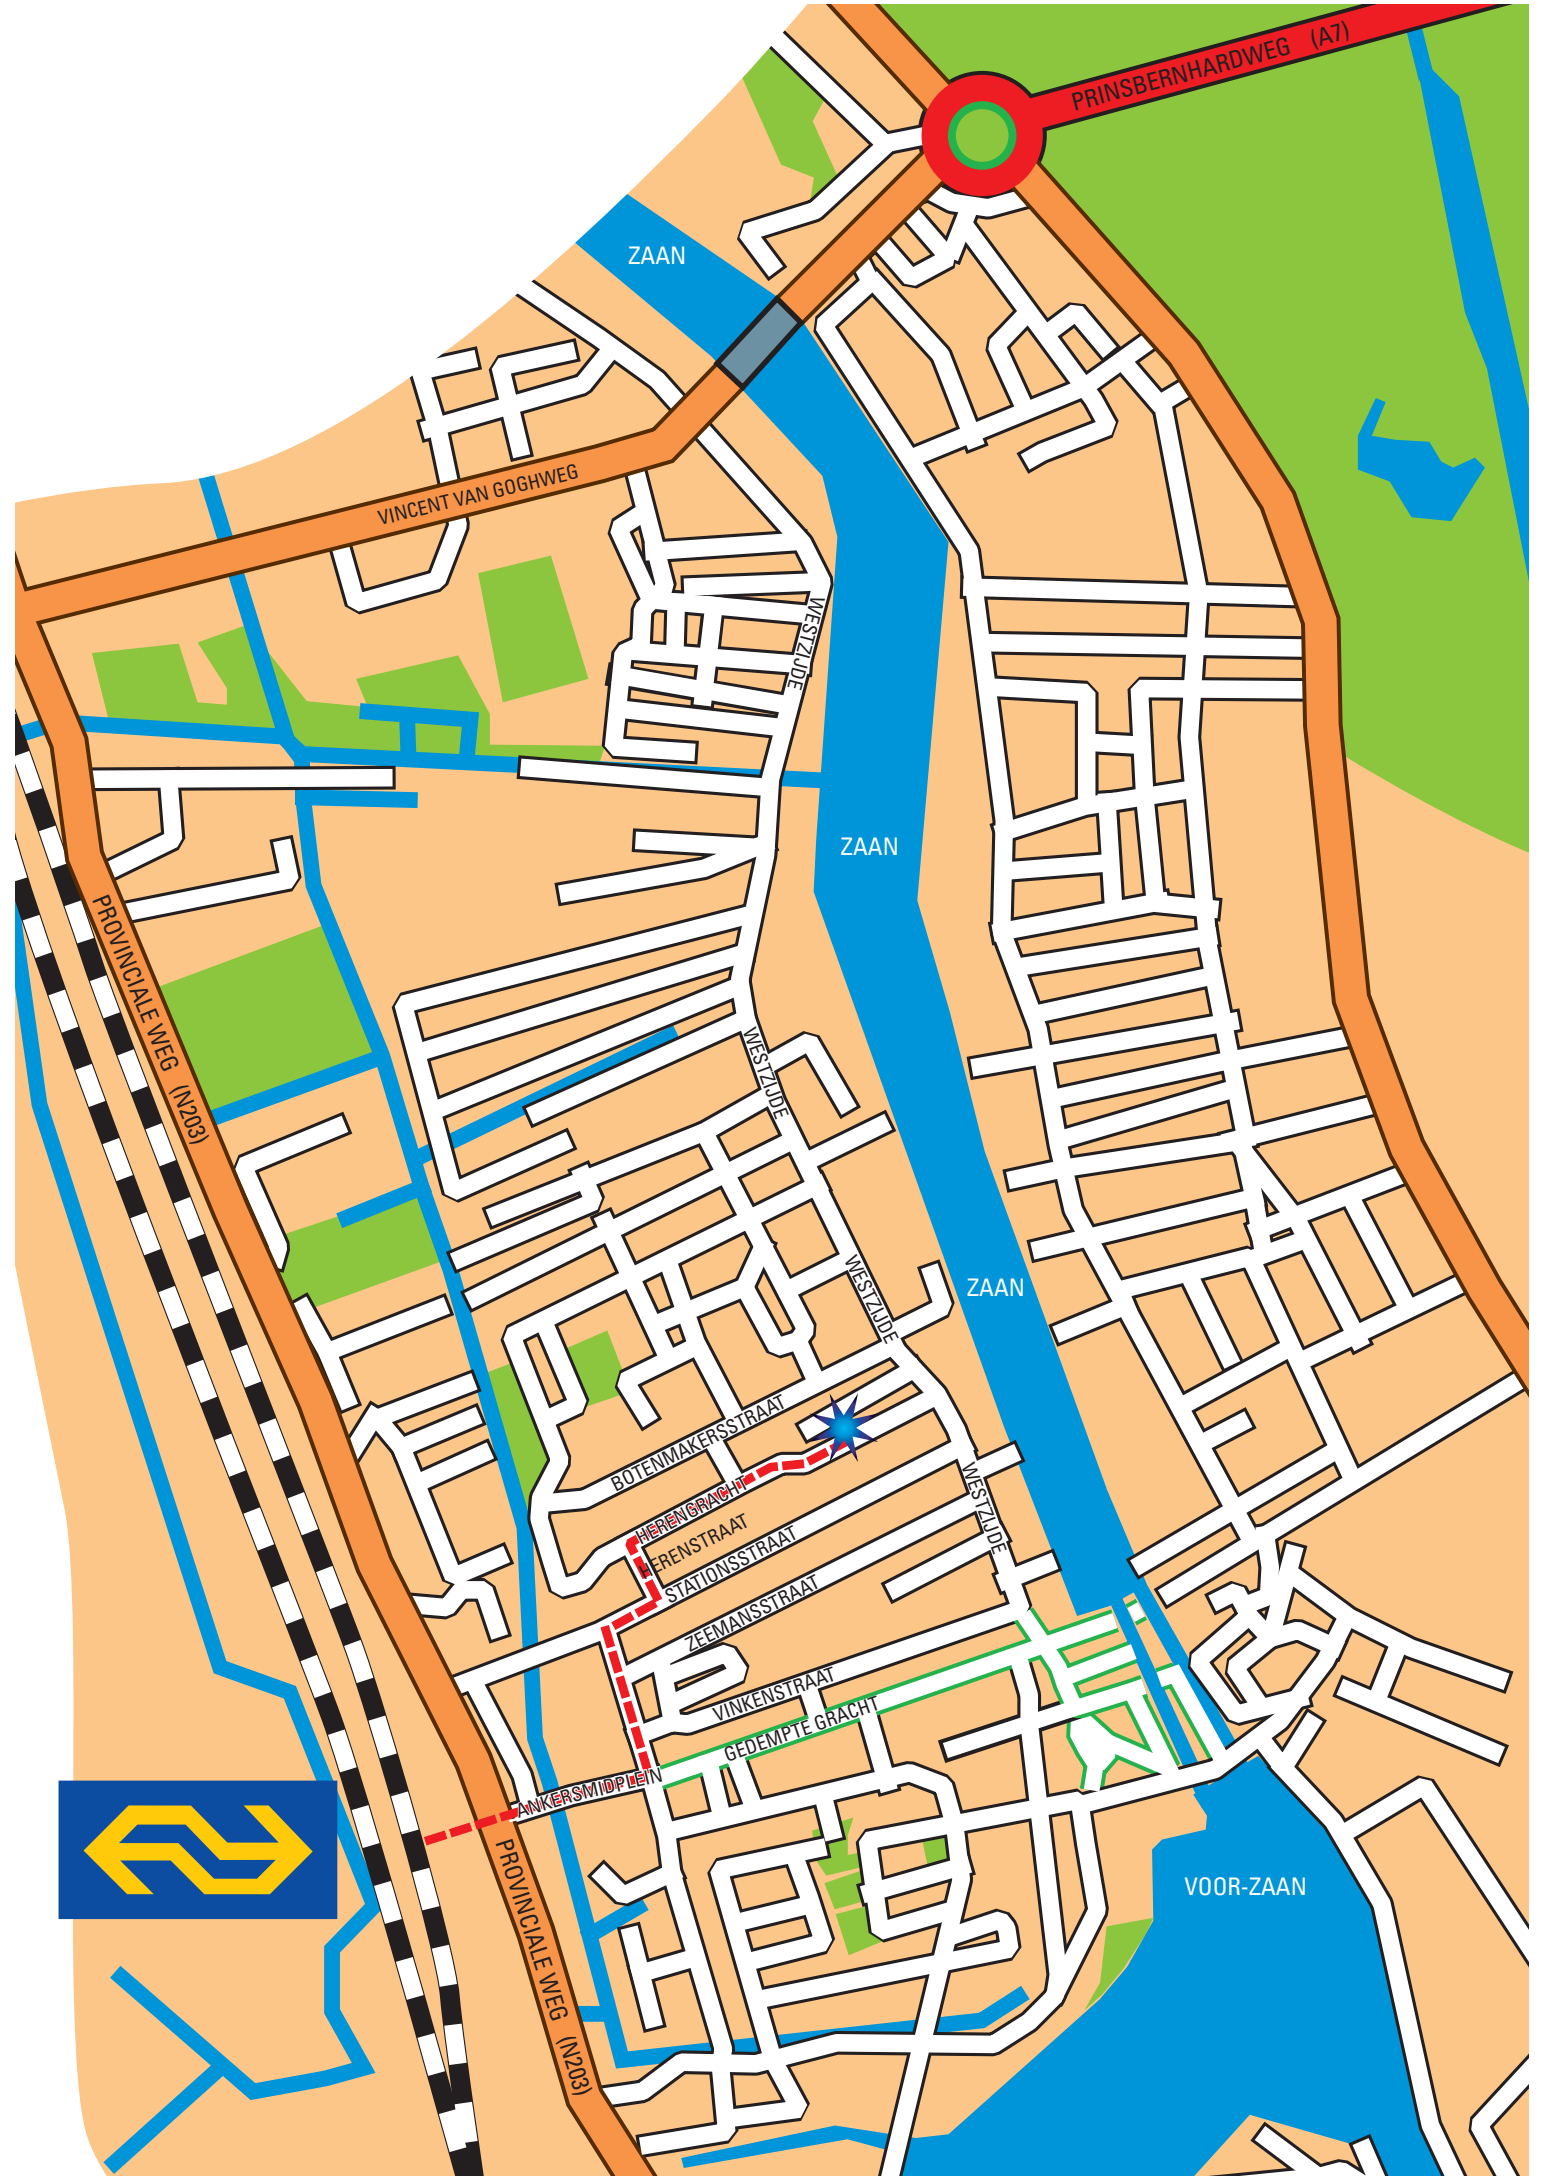 PRINSBERNHARDWEG (A7)
ZAAN
VINCENT VAN GOGHWEG
WESTZIJDE
ZAAN
PROVINCIALE WEG (N203)
WESTZIJDE
WESTZIJDE
ZAAN
BOTENMAKERSSTRAAT
HERENGRACHT
HERENSTRAAT
STATIONSSTRAAT
WESTZIJDE
ZEEMANSSTRAAT
VINKENSTRAAT
GEDEMPTE GRACHT
ANKERSMIDPLEIN
PROVINCIALE WEG (N203)
VOOR-ZAAN